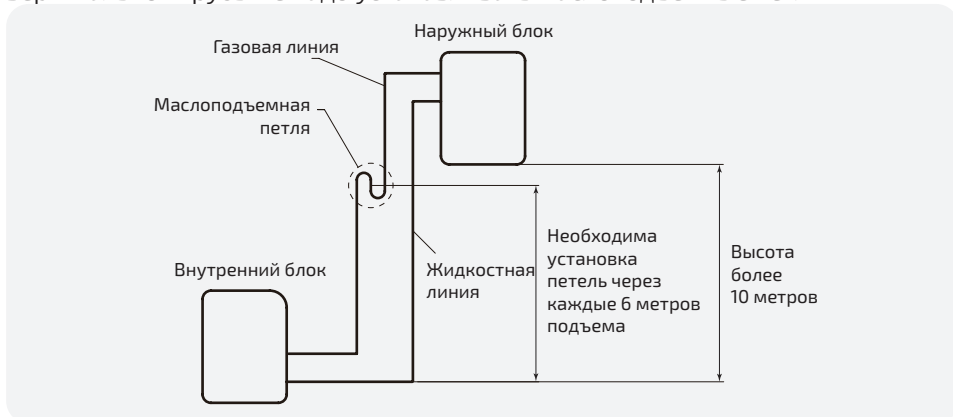 Наружный блок
Газовая линия
Маслоподъемная
петля
Внутренний блок
Жидкостная
линия
Необходима
установка
петель через
каждые 6 метров
подъема
Высота
более
10 метров